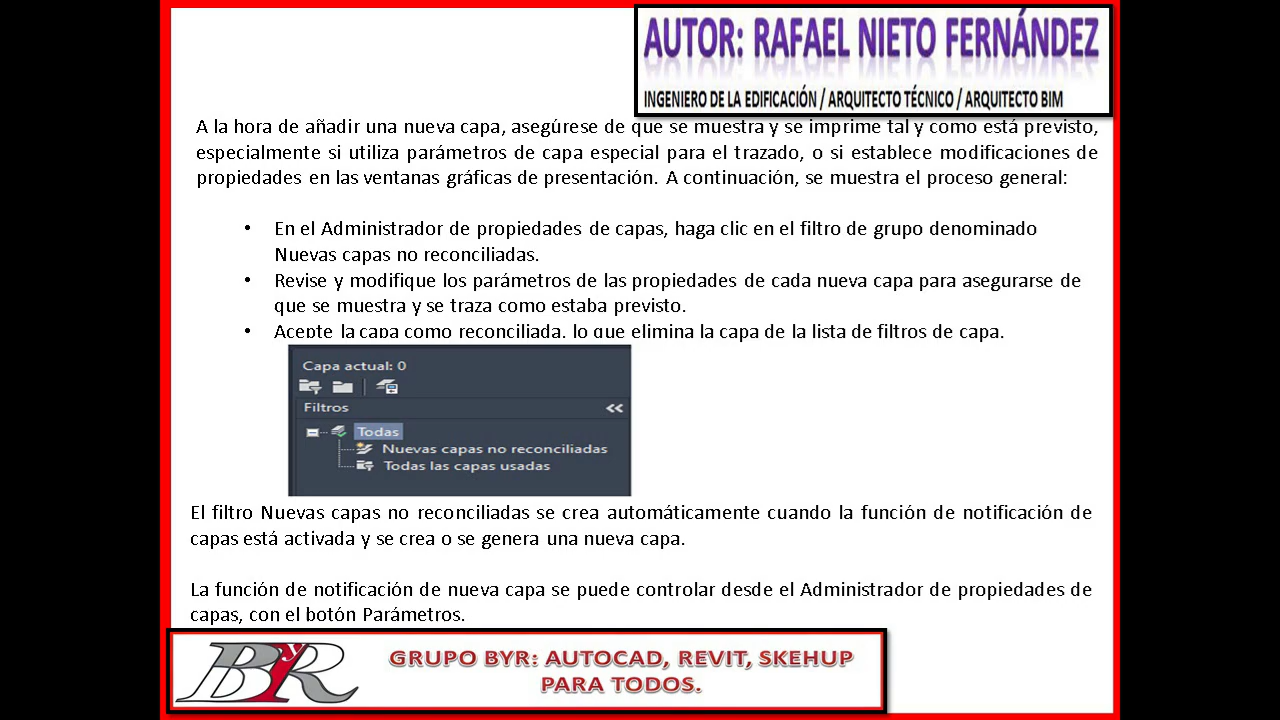 AUTOR: RAFAEL NIETO FERNÁNDEZ
INGENIERO DE LA EDIFICACIÓN / ARQUITECTO TÉCNICO / ARQUITECTO BIM
A la hora de añadir una nueva capa, asegúrese de que se muestra y se imprime tal y como está previsto,
especialmente si utiliza parámetros de capa especial para el trazado, o si establece modificaciones de
propiedades en las ventanas gráficas de presentación. A continuación, se muestra el proceso general:
• En el Administrador de propiedades de capas, haga clic en el filtro de grupo denominado
Nuevas capas no reconciliadas.
• Revise y modifique los parámetros de las propiedades de cada nueva capa para asegurarse de
que se muestra y se traza como estaba previsto.
• Acepte la capa como reconciliada, lo que elimina la capa de la lista de filtros de capa.
Capa actual: 0
Filtros
Todas
Nuevas capas no reconciliadas
Todas las capas usadas
El filtro Nuevas capas no reconciliadas se crea automáticamente cuando la función de notificación de
capas está activada y se crea o se genera una nueva capa.
La función de notificación de nueva capa se puede controlar desde el Administrador de propiedades de
capas, con el botón Parámetros.
ByR
GRUPO BYR: AUTOCAD, REVIT, SKEHUP
PARA TODOS.